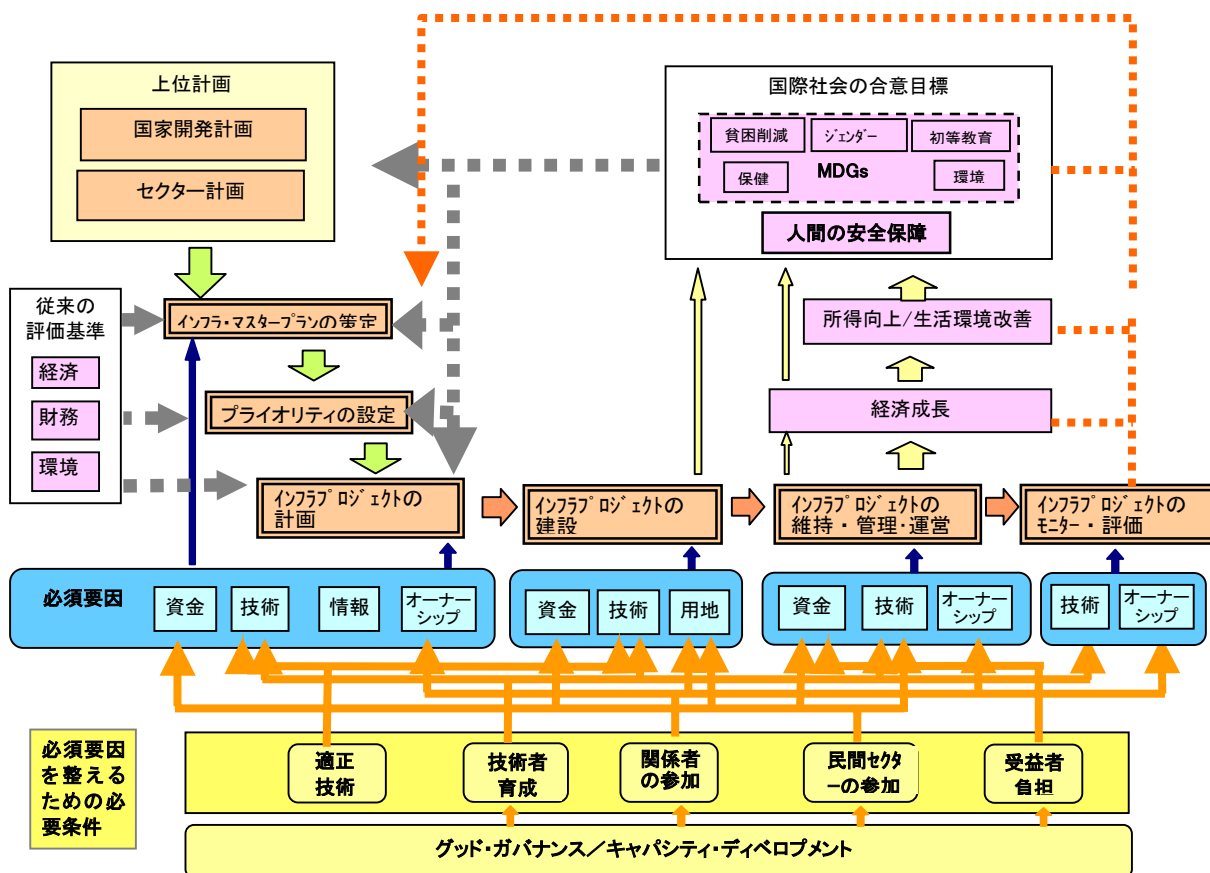 上位計画
国家開発計画
セクター計画
国際社会の合意目標
貧困削減
ｼﾞｪﾝﾀﾞｰ
初等教育
保健
MDGs
環境
人間の安全保障
従来の
評価基準
経済
財務
環境
インフラ・マスタープランの策定
プライオリティの設定
所得向上/生活環境改善
経済成長
ｲﾝﾌﾗﾌﾟﾛｼﾞｪｸﾄの
計画
ｲﾝﾌﾗﾌﾟﾛｼﾞｪｸﾄの
建設
ｲﾝﾌﾗﾌﾟﾛｼﾞｪｸﾄの
維持・管理・運営
ｲﾝﾌﾗﾌﾟﾛｼﾞｪｸﾄの
ﾓﾆﾀｰ・評価
必須要因
資金
技術
情報
オーナー
シップ
資金
技術
用地
資金
技術
オーナー
シップ
技術
オーナー
シップ
必須要因
を整える
ための必
要条件
適正
技術
技術者
育成
関係者
の参加
民間セクタ
ーの参加
受益者
負担
グッド・ガバナンス／キャパシティ・ディベロプメント